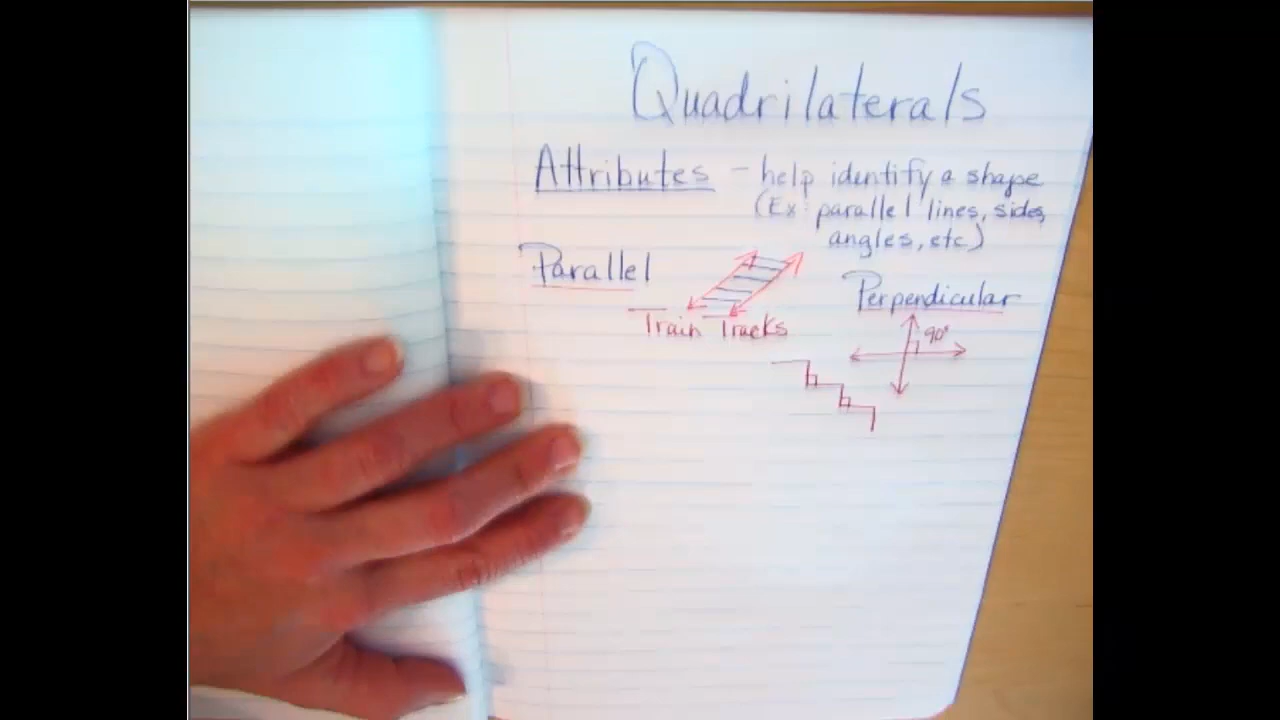 Quadrilaterals
Attributes - help identify a shape
(Ex: parallel lines, sides,
angles, etc.)
Parallel
Train Tracks
Perpendicular
90°